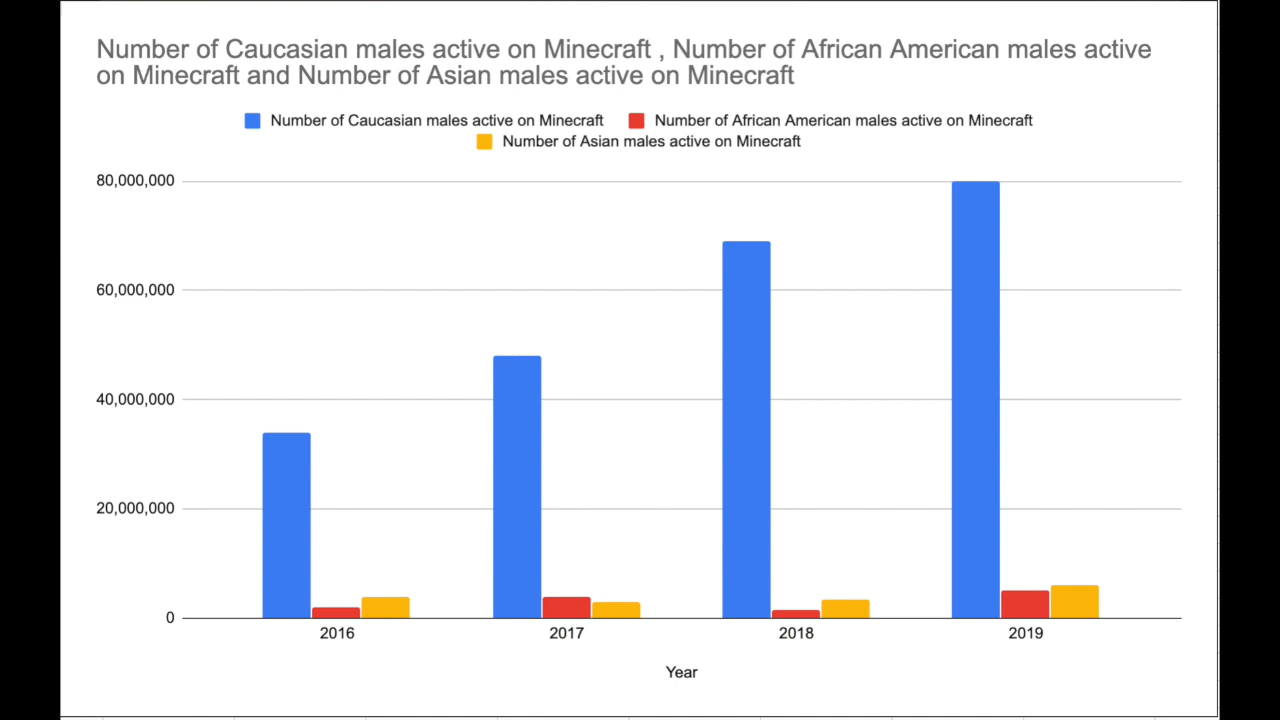 Number of Caucasian males active on Minecraft , Number of African American males active
on Minecraft and Number of Asian males active on Minecraft
Number of Caucasian males active on Minecraft
Number of African American males active on Minecraft
Number of Asian males active on Minecraft
80,000,000
60,000,000
40,000,000
20,000,000
0
2016
2017
2018
2019
Year